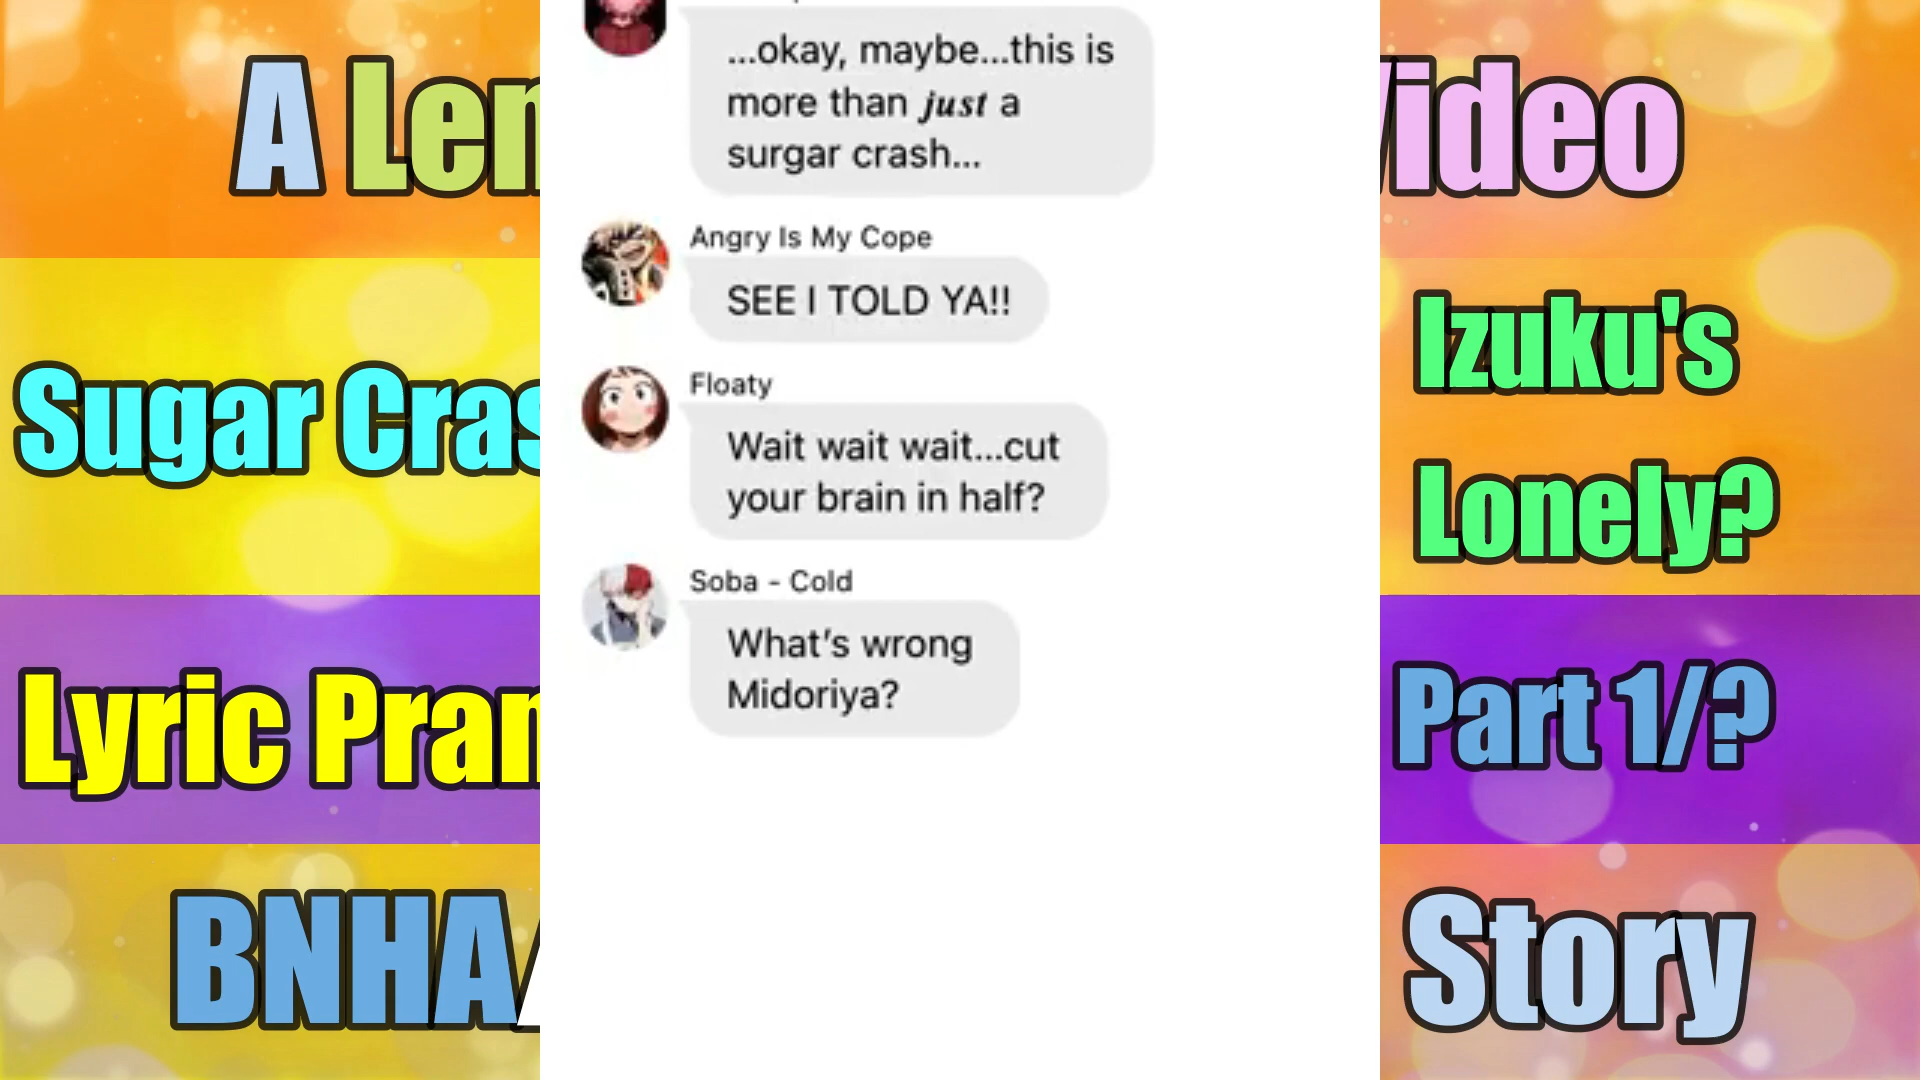 A Len
Video
Sugar Cras
Izuku's
Lonely?
Lyric Pran
Part 1/?
BNHA/
Story
...okay, maybe...this is
more than just a
surgar crash...
Angry Is My Cope
SEE I TOLD YA!!
Floaty
Wait wait wait...cut
your brain in half?
Soba - Cold
What's wrong
Midoriya?